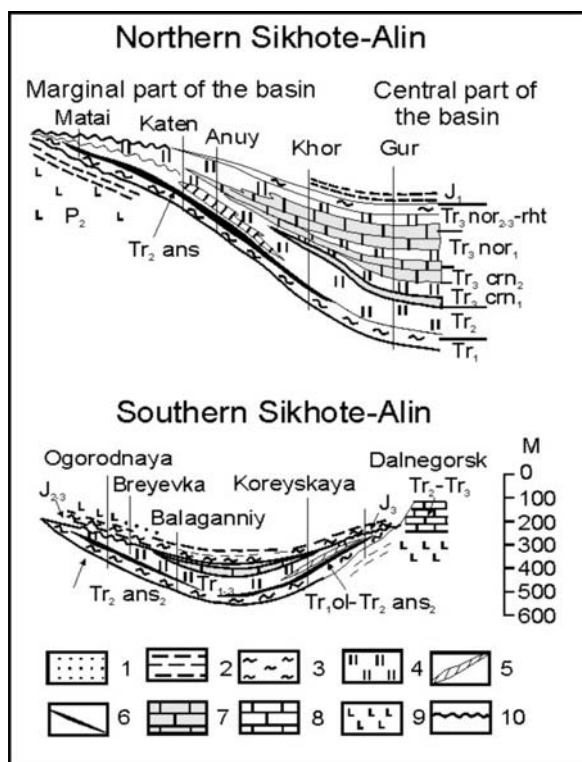 Northern Sikhote-Alin
Marginal part of the basin
Central part of
the basin
Matai
Katen
Anuy
Khor
Gur
J₁
Tr₃ nor₂₋₃-rht
P₂
Tr₂ ans
Tr₃ nor₁
Tr₃ crn₂
Tr₃ crn₁
Tr₂
Tr₁
Southern Sikhote-Alin
M
Ogorodnaya
Dalnegorsk
J₂₋₃
Breyevka
Koreyskaya
Tr₂-Tr₃
Balaganniy
J₃
0
100
200
300
400
500
600
Tr₁₋₃
Tr₂ ans₂
Tr₁ol-Tr₂ ans₂
1
2
3
4
5
6
7
8
9
10